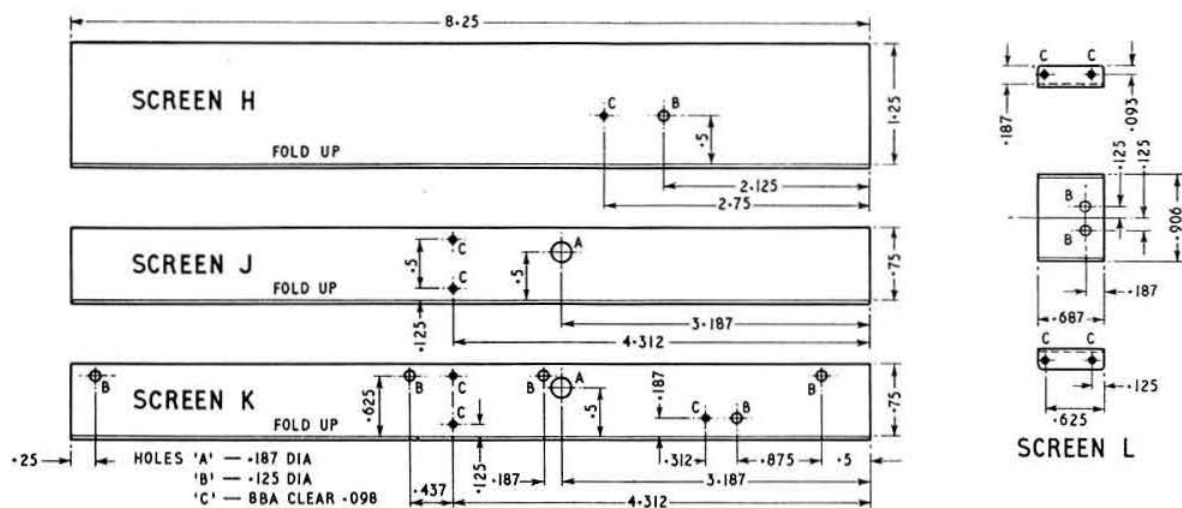 8·25
SCREEN H
C
B
·5
1·25
FOLD UP
2·125
2·75
C C
·187
·093
·125
·125
B
B
·906
·187
·687
SCREEN J
C
A
·5
·5
C
FOLD UP
·75
·125
3·187
4·312
C C
·125
·625
SCREEN L
B
SCREEN K
B
C
B
A
B
·625
C
·5
·187
C
B
·75
FOLD UP
·25
·125
·187
·312
·875
·5
3·187
·437
4·312
HOLES 'A' — ·187 DIA
'B' — ·125 DIA
'C' — 8BA CLEAR ·098